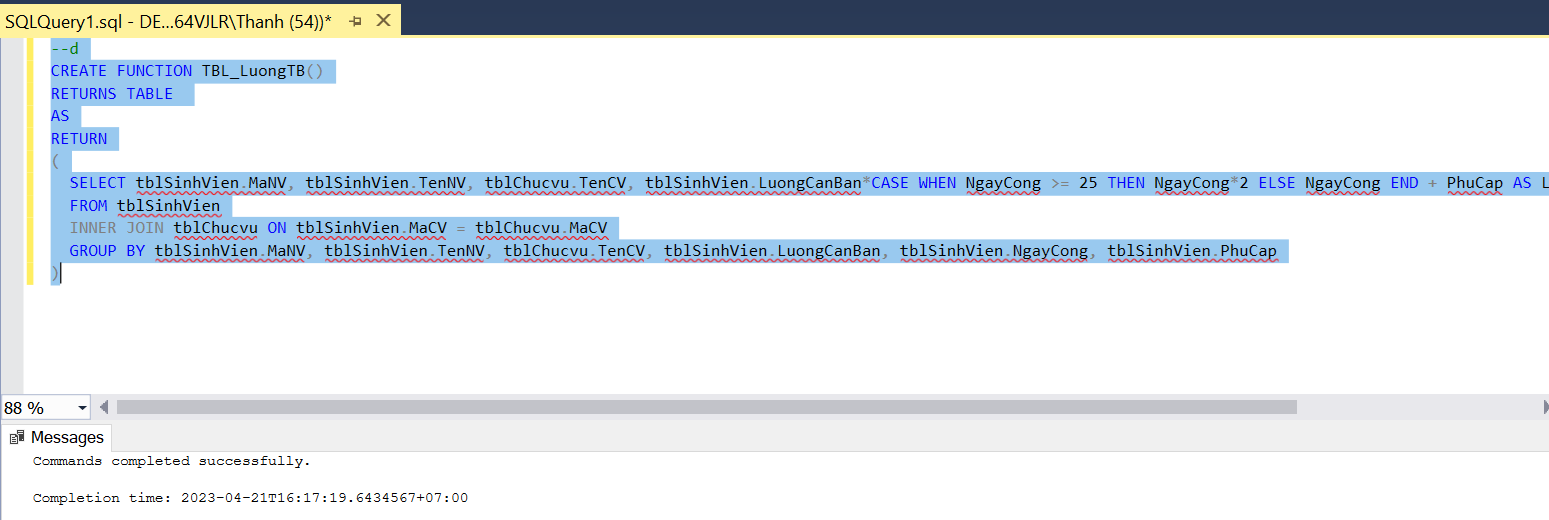 SQLQuery1.sql - DE...64VJLR\Thanh (54))*
--d
CREATE FUNCTION TBL_LuongTB()
RETURNS TABLE
AS
RETURN
(
SELECT tblSinhVien.MaNV, tblSinhVien.TenNV, tblChucvu.TenCV, tblSinhVien.LuongCanBan*CASE WHEN NgayCong >= 25 THEN NgayCong*2 ELSE NgayCong END + PhuCap AS L
FROM tblSinhVien
INNER JOIN tblChucvu ON tblSinhVien.MaCV = tblChucvu.MaCV
GROUP BY tblSinhVien.MaNV, tblSinhVien.TenNV, tblChucvu.TenCV, tblSinhVien.LuongCanBan, tblSinhVien.NgayCong, tblSinhVien.PhuCap
)
88 %
Messages
Commands completed successfully.
Completion time: 2023-04-21T16:17:19.6434567+07:00